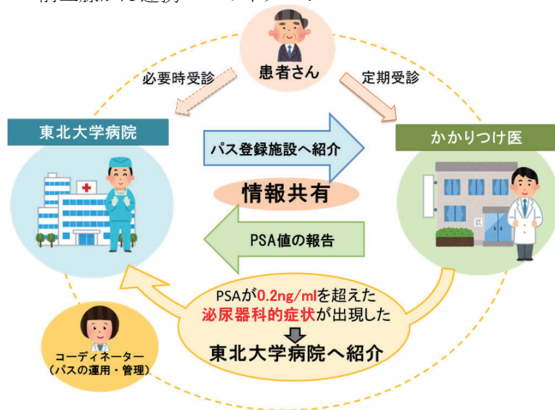 患者さん
必要時受診
定期受診
東北大学病院
かかりつけ医
パス登録施設へ紹介
情報共有
PSA値の報告
PSAが0.2ng/mlを超えた
泌尿器科的症状が出現した
東北大学病院へ紹介
コーディネーター
(パスの運用・管理)